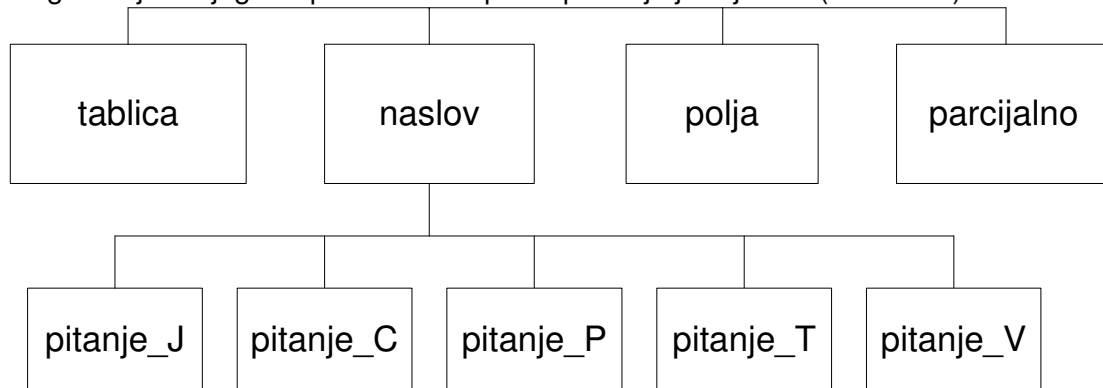 tablica
naslov
polja
parcijalno
pitanje_J
pitanje_C
pitanje_P
pitanje_T
pitanje_V